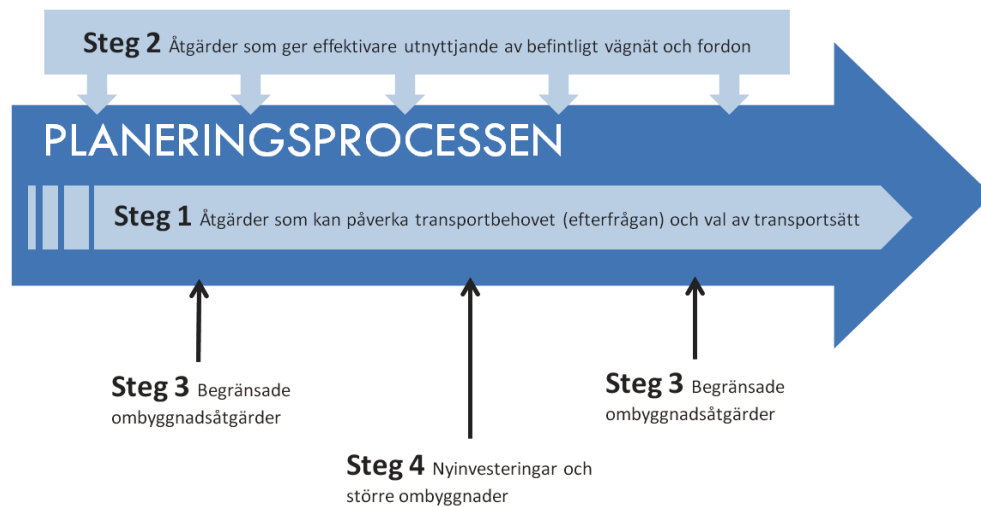 Steg 2 Åtgärder som ger effektivare utnyttjande av befintligt vägnät och fordon
PLANERINGSPROCESSEN
Steg 1 Åtgärder som kan påverka transportbehovet (efterfrågan) och val av transportsätt
Steg 3 Begränsade
ombyggnadsåtgärder
Steg 3 Begränsade
ombyggnadsåtgärder
Steg 4 Nyinvesteringar och
större ombyggnader